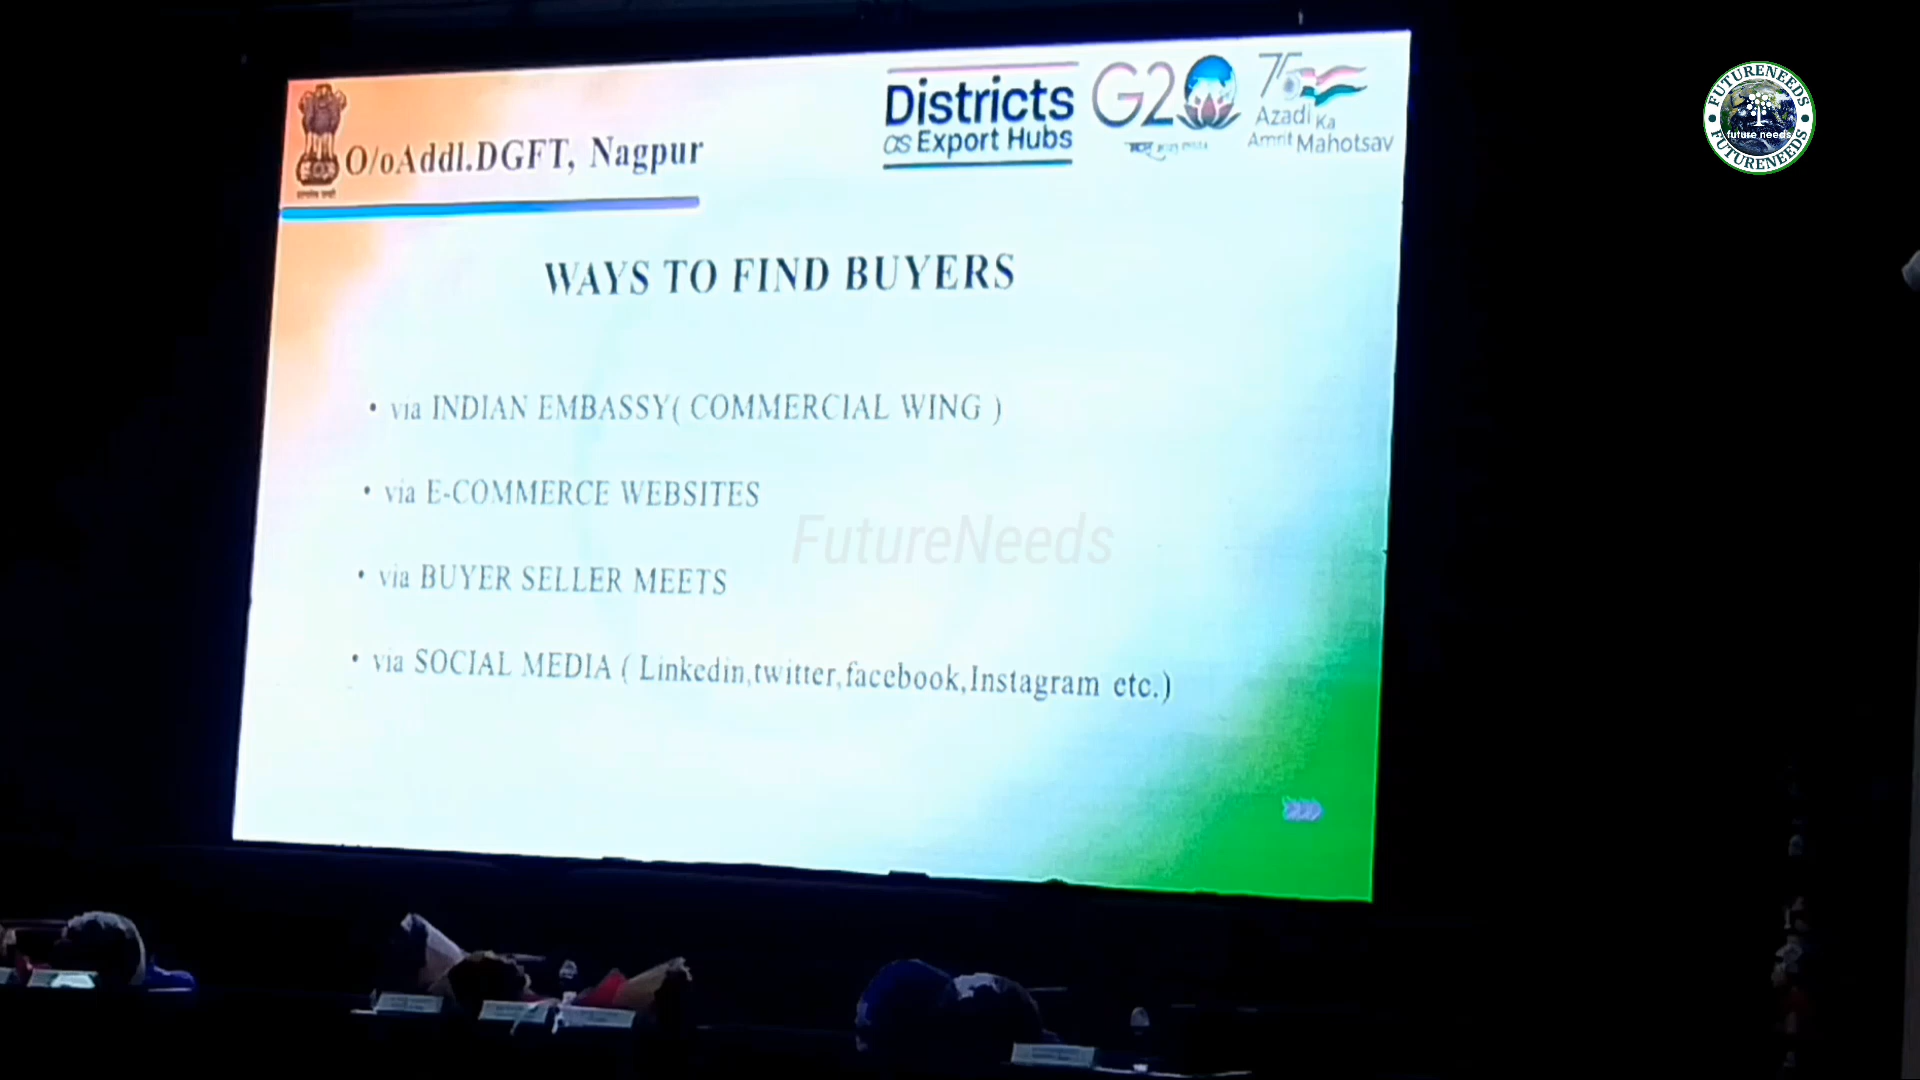 O/oAddl.DGFT, Nagpur
Districts
as Export Hubs
G20
75
Azadi Ka
Amrit Mahotsav
WAYS TO FIND BUYERS
• via INDIAN EMBASSY( COMMERCIAL WING )
• via E-COMMERCE WEBSITES
• via BUYER SELLER MEETS
• via SOCIAL MEDIA ( Linkedin,twitter,facebook,Instagram etc.)
FutureNeeds
FUTURENEEDS
future needs
FUTURENEEDS